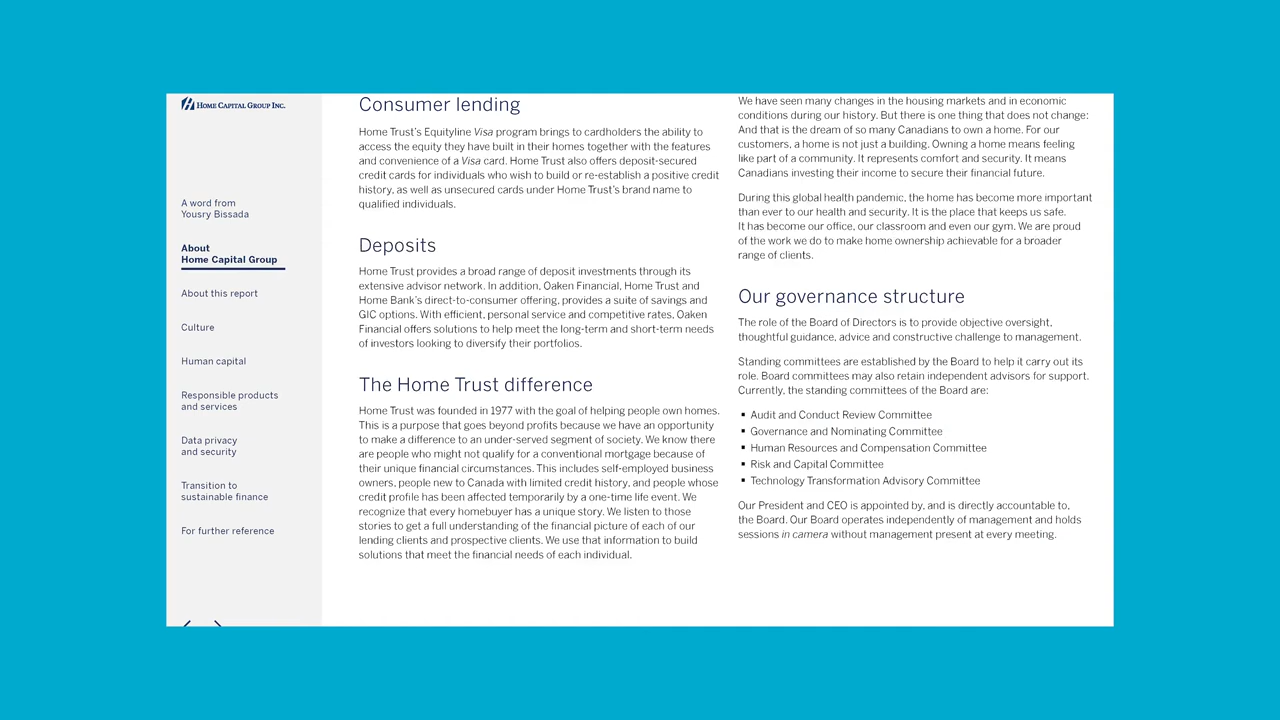 HOME CAPITAL GROUP INC.
A word from
Yousry Bissada
About
Home Capital Group
About this report
Culture
Human capital
Responsible products
and services
Data privacy
and security
Transition to
sustainable finance
For further reference
Consumer lending
Home Trust's Equityline Visa program brings to cardholders the ability to
access the equity they have built in their homes together with the features
and convenience of a Visa card. Home Trust also offers deposit-secured
credit cards for individuals who wish to build or re-establish a positive credit
history, as well as unsecured cards under Home Trust's brand name to
qualified individuals.
Deposits
Home Trust provides a broad range of deposit investments through its
extensive advisor network. In addition, Oaken Financial, Home Trust and
Home Bank's direct-to-consumer offering, provides a suite of savings and
GIC options. With efficient, personal service and competitive rates, Oaken
Financial offers solutions to help meet the long-term and short-term needs
of investors looking to diversify their portfolios.
The Home Trust difference
Home Trust was founded in 1977 with the goal of helping people own homes.
This is a purpose that goes beyond profits because we have an opportunity
to make a difference to an under-served segment of society. We know there
are people who might not qualify for a conventional mortgage because of
their unique financial circumstances. This includes self-employed business
owners, people new to Canada with limited credit history, and people whose
credit profile has been affected temporarily by a one-time life event. We
recognize that every homebuyer has a unique story. We listen to those
stories to get a full understanding of the financial picture of each of our
lending clients and prospective clients. We use that information to build
solutions that meet the financial needs of each individual.
We have seen many changes in the housing markets and in economic
conditions during our history. But there is one thing that does not change:
And that is the dream of so many Canadians to own a home. For our
customers, a home is not just a building. Owning a home means feeling
like part of a community. It represents comfort and security. It means
Canadians investing their income to secure their financial future.
During this global health pandemic, the home has become more important
than ever to our health and security. It is the place that keeps us safe.
It has become our office, our classroom and even our gym. We are proud
of the work we do to make home ownership achievable for a broader
range of clients.
Our governance structure
The role of the Board of Directors is to provide objective oversight,
thoughtful guidance, advice and constructive challenge to management.
Standing committees are established by the Board to help it carry out its
role. Board committees may also retain independent advisors for support.
Currently, the standing committees of the Board are:
▪ Audit and Conduct Review Committee
▪ Governance and Nominating Committee
▪ Human Resources and Compensation Committee
▪ Risk and Capital Committee
▪ Technology Transformation Advisory Committee
Our President and CEO is appointed by, and is directly accountable to,
the Board. Our Board operates independently of management and holds
sessions in camera without management present at every meeting.